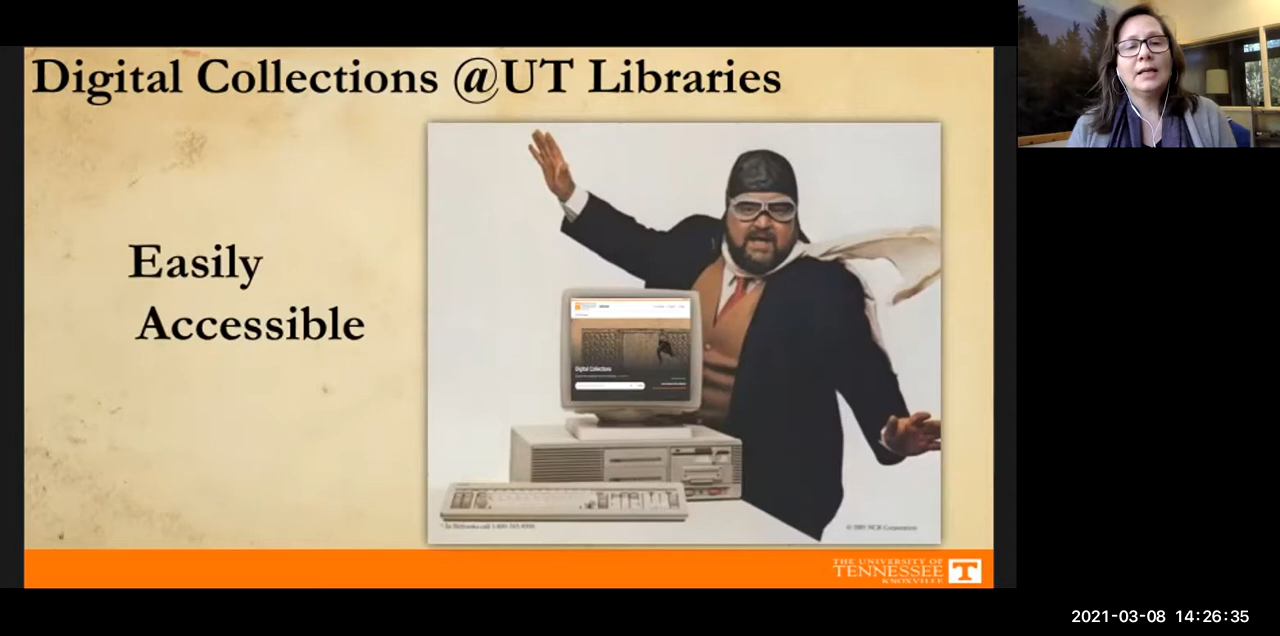 Digital Collections @UT Libraries
Easily
Accessible
Digital Collections
NCR Corporation
THE UNIVERSITY OF
TENNESSEE
KNOXVILLE
T
2021-03-08 14:26:35